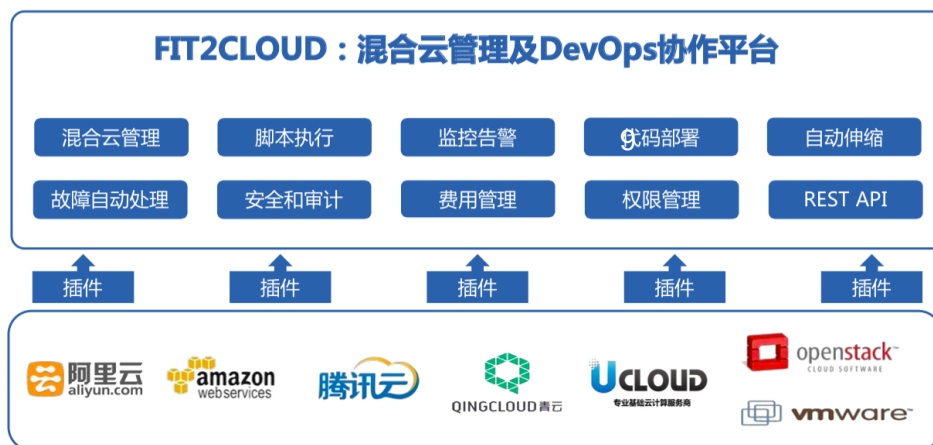 FIT2CLOUD：混合云管理及DevOps协作平台
混合云管理 脚本执行 监控告警 代码部署 自动伸缩
9
故障自动处理 安全和审计 费用管理 权限管理 REST API
插件 插件 插件 插件 插件
阿里云
aliyun.com
amazon
webservices
腾讯云
QINGCLOUD青云
UCLOUD
专业基础云计算服务商
openstack™
CLOUD SOFTWARE
vmware™